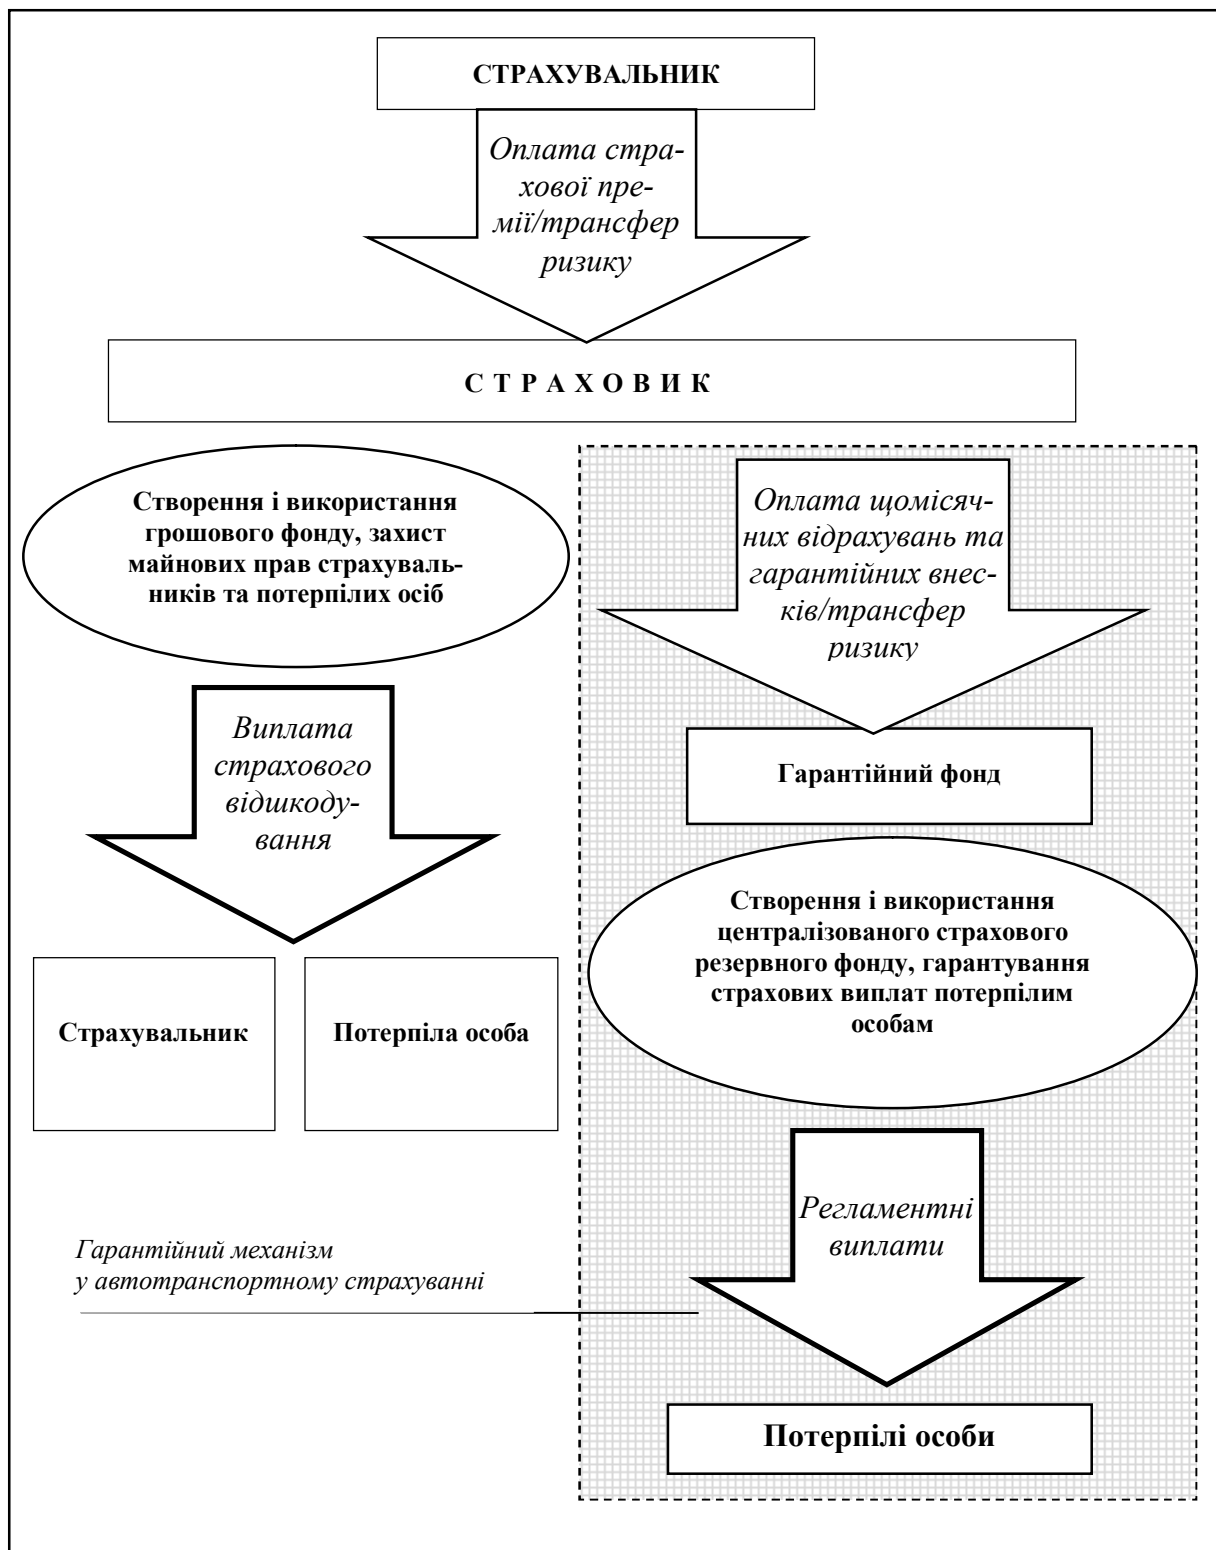 СТРАХУВАЛЬНИК
Оплата стра-
хової пре-
мії/трансфер
ризику
С Т Р А Х О В И К
Створення і використання
грошового фонду, захист
майнових прав страхуваль-
ників та потерпілих осіб
Виплата
страхового
відшкоду-
вання
Страхувальник
Потерпіла особа
Оплата щомісяч-
них відрахувань та
гарантійних внес-
ків/трансфер
ризику
Гарантійний фонд
Створення і використання
централізованого страхового
резервного фонду, гарантування
страхових виплат потерпілим
особам
Регламентні
виплати
Гарантійний механізм
у автотранспортному страхуванні
Потерпілі особи